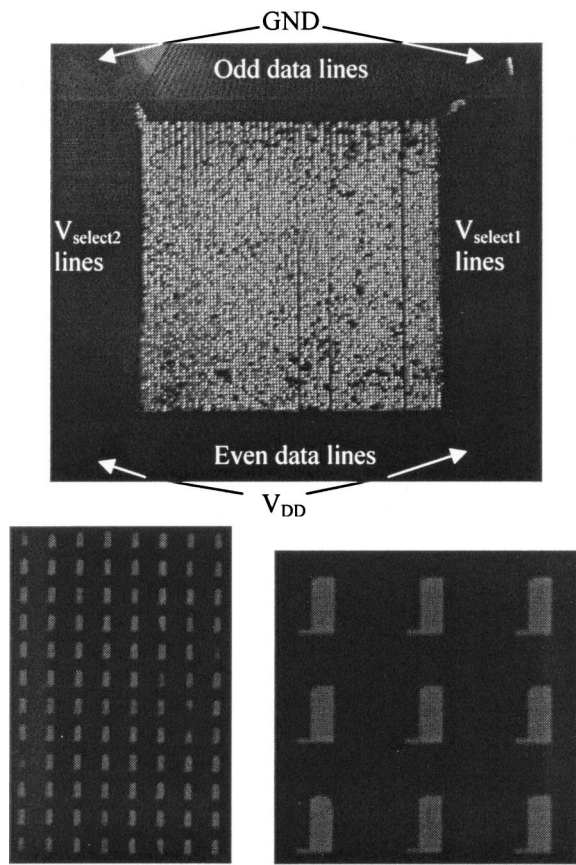 GND
Odd data lines
V_select2
lines
V_select1
lines
Even data lines
V_DD